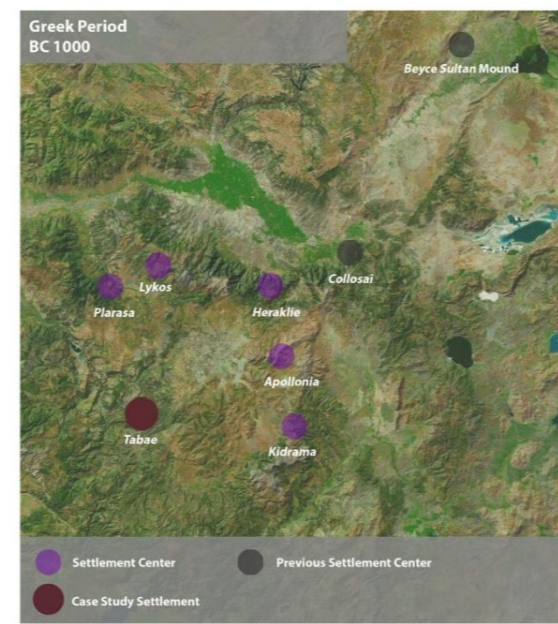 Greek Period
BC 1000
Beyce Sultan Mound
Collosai
Lykos
Plarasa
Heraklie
Apollonia
Tabae
Kidrama
Settlement Center
Previous Settlement Center
Case Study Settlement